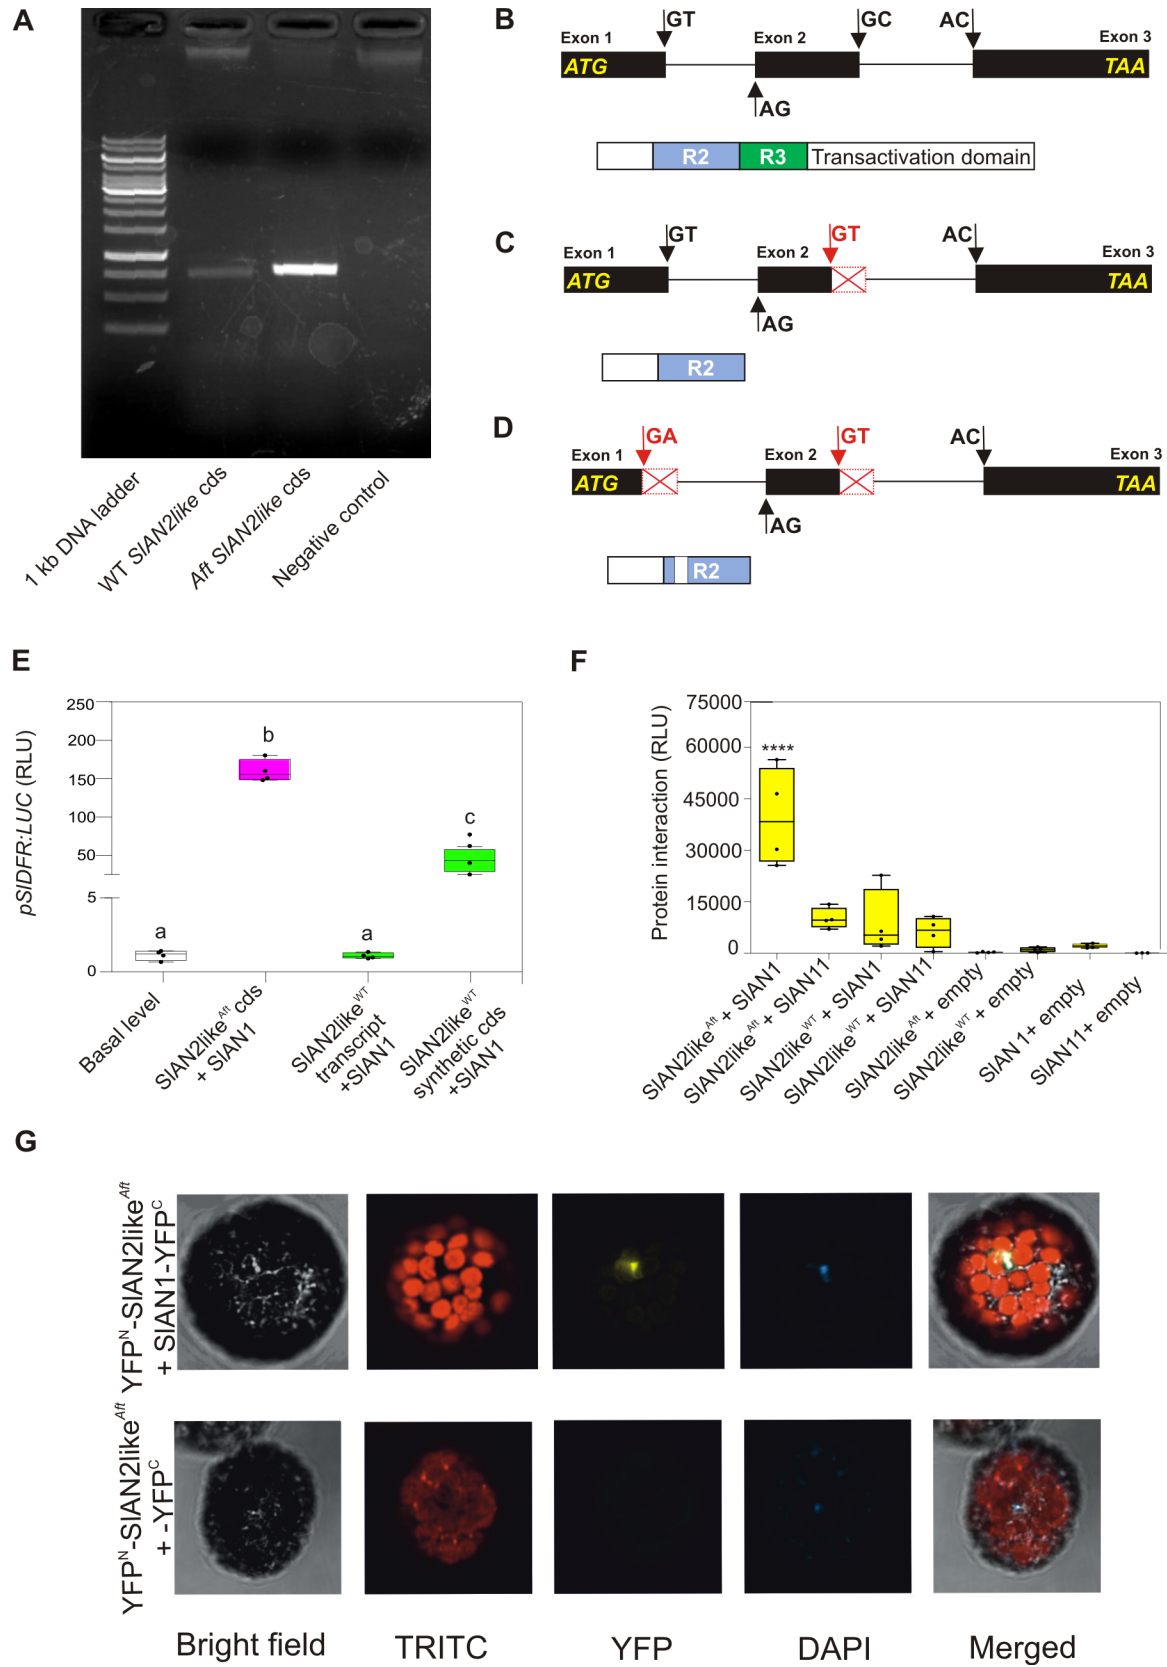 A
1 kb DNA ladder
WT SlAN2like cds
Aft SlAN2like cds
Negative control
B
GT
GC
AC
Exon 1
Exon 2
Exon 3
ATG
TAA
AG
R2
R3
Transactivation domain
C
GT
GT
AC
Exon 1
Exon 2
Exon 3
ATG
TAA
AG
R2
D
GA
GT
AC
Exon 1
Exon 2
Exon 3
ATG
TAA
AG
R2
E
pSlDFR:LUC (RLU)
250
200
150
100
50
5
0
a
b
a
c
Basal level
SlAN2like^Aft cds
+ SlAN1
SlAN2like^WT
transcript
+SlAN1
SlAN2like^WT
synthetic cds
+SlAN1
F
Protein interaction (RLU)
75000
60000
45000
30000
15000
0
****
SlAN2like^Aft + SlAN1
SlAN2like^Aft + SlAN11
SlAN2like^WT + SlAN1
SlAN2like^WT + SlAN11
SlAN2like^Aft + empty
SlAN2like^WT + empty
SlAN 1+ empty
SlAN11+ empty
G
YFP^N-SlAN2like^Aft
+ SlAN1-YFP^C
YFP^N-SlAN2like^Aft
+ -YFP^C
Bright field
TRITC
YFP
DAPI
Merged